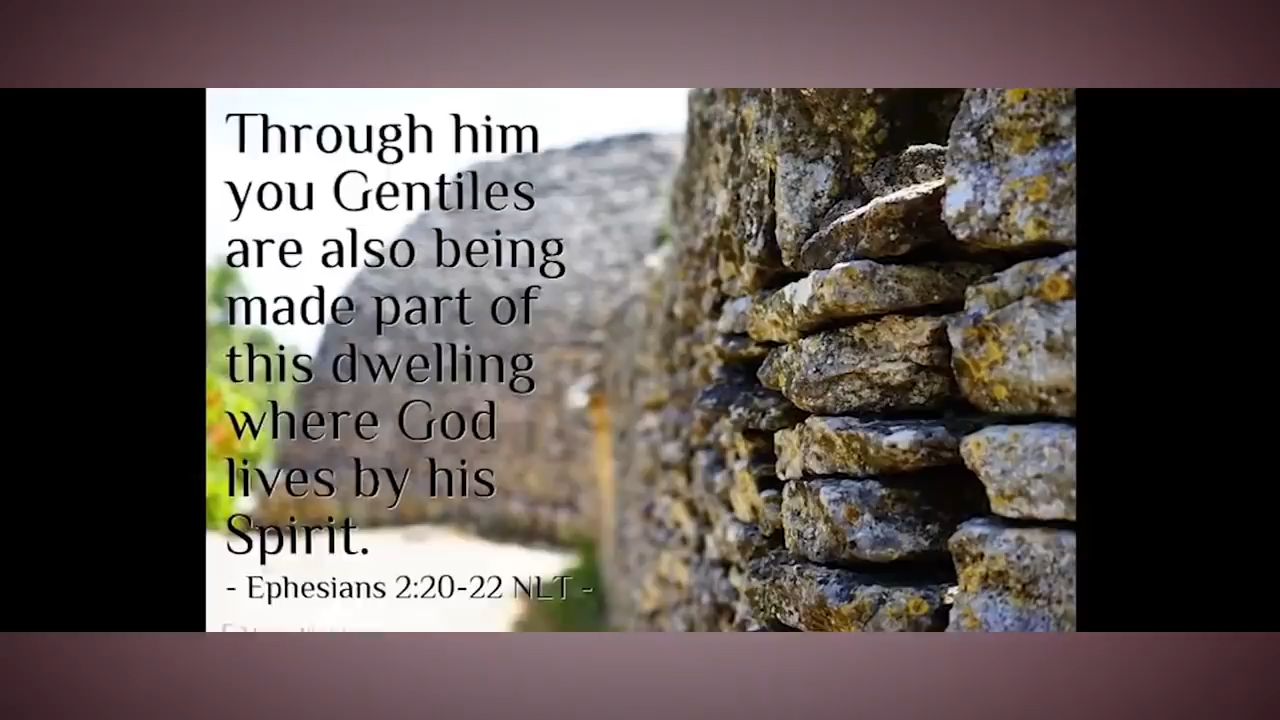 Through him
you Gentiles
are also being
made part of
this dwelling
where God
lives by his
Spirit.
- Ephesians 2:20-22 NLT -